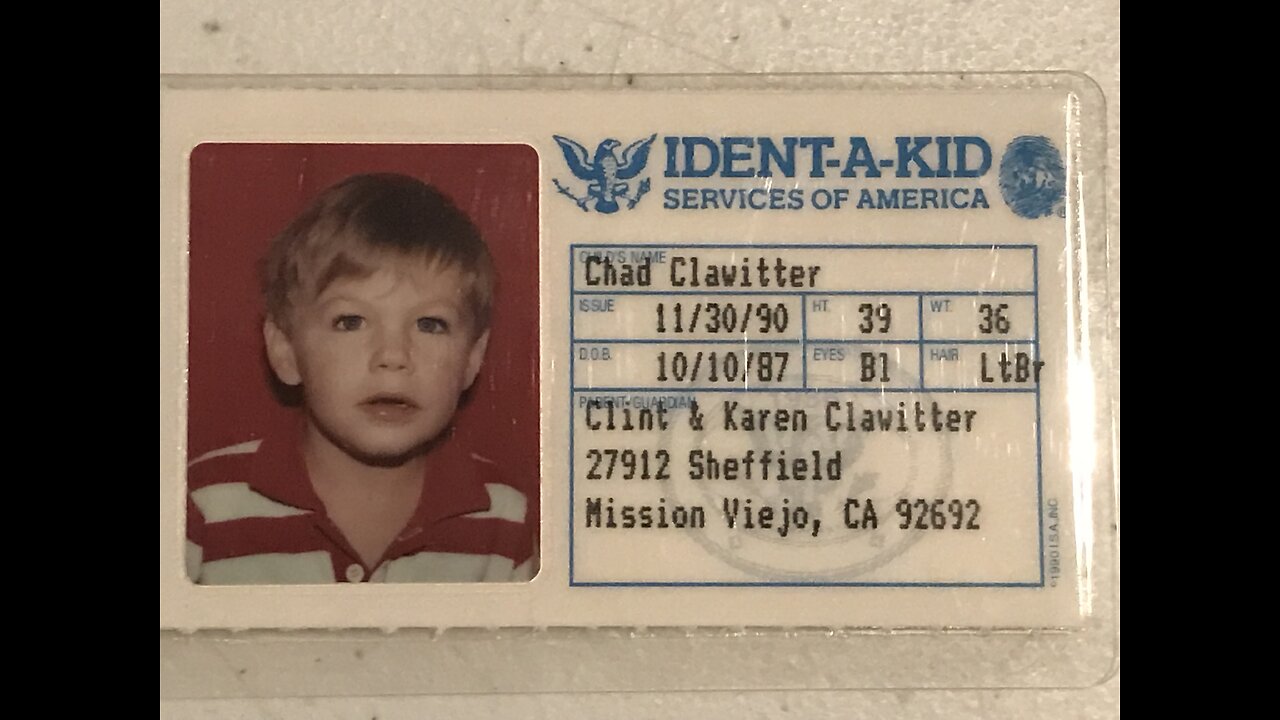 IDENT-A-KID
SERVICES OF AMERICA
CHILD'S NAME
Chad Clawitter
ISSUE 11/30/90 HT. 39 WT. 36
D.O.B. 10/10/87 EYES Bl HAIR LtBr
PARENT-GUARDIAN
Clint & Karen Clawitter
27912 Sheffield
Mission Viejo, CA 92692
©1990 I.S.A. INC.